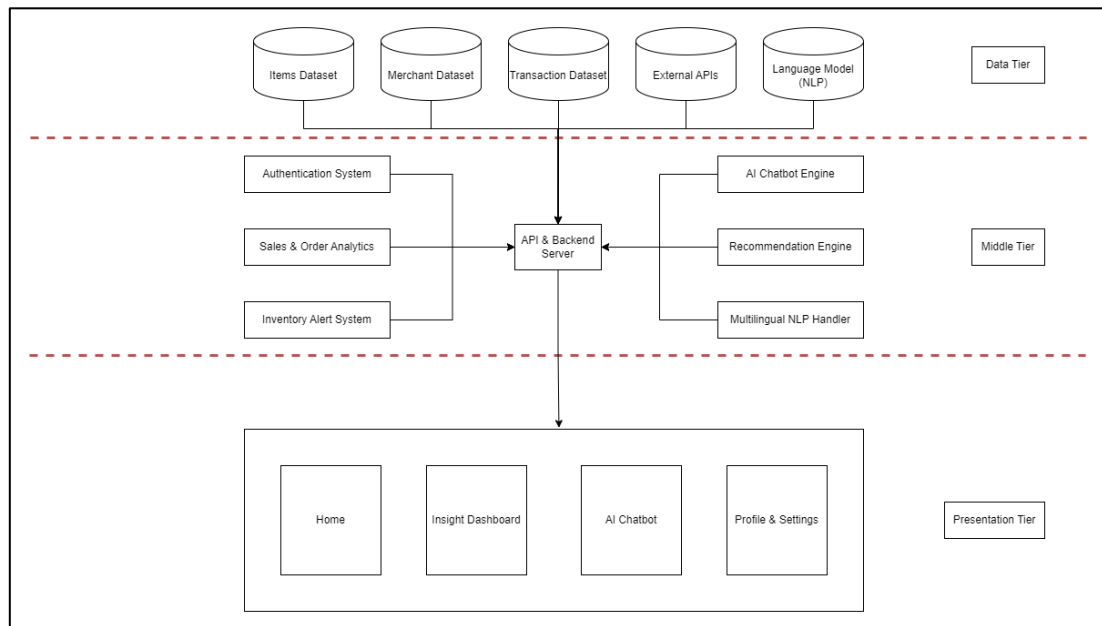 Items Dataset
Merchant Dataset
Transaction Dataset
External APIs
Language Model
(NLP)
Data Tier
Authentication System
AI Chatbot Engine
Sales & Order Analytics
API & Backend
Server
Recommendation Engine
Middle Tier
Inventory Alert System
Multilingual NLP Handler
Home
Insight Dashboard
AI Chatbot
Profile & Settings
Presentation Tier